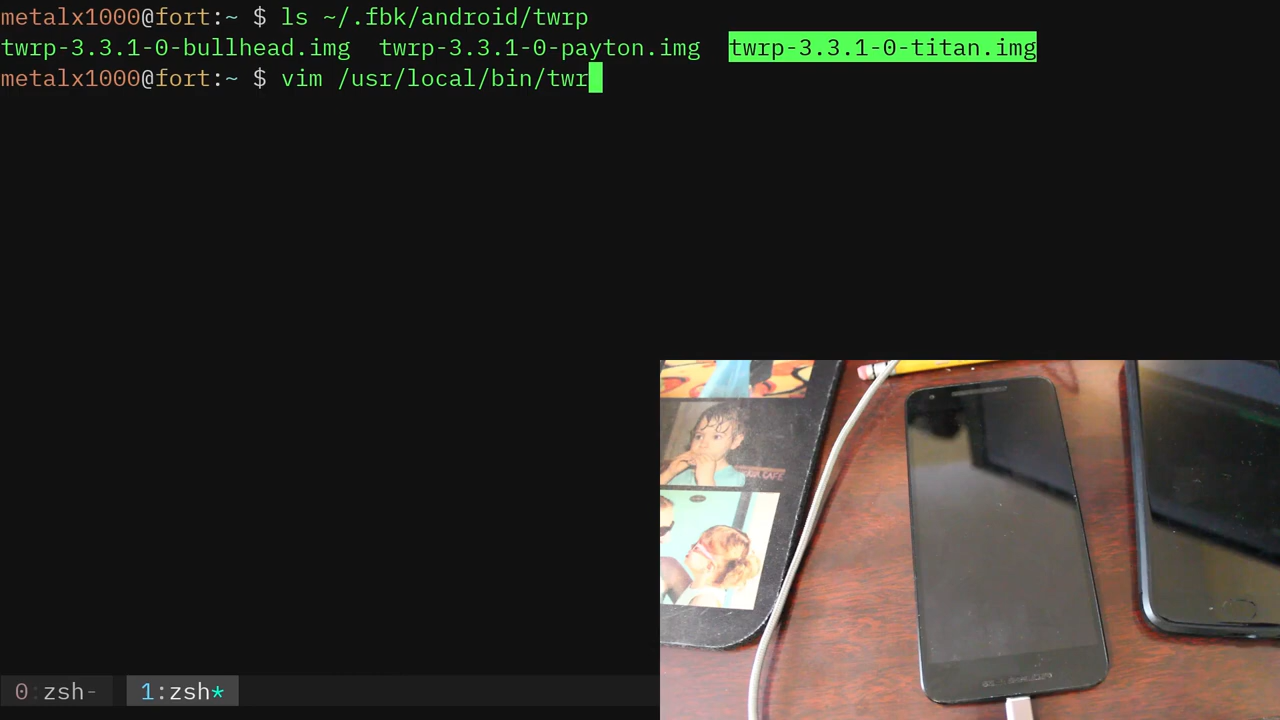 metalx1000@fort:~ $ ls ~/.fbk/android/twrp
twrp-3.3.1-0-bullhead.img  twrp-3.3.1-0-payton.img  twrp-3.3.1-0-titan.img
metalx1000@fort:~ $ vim /usr/local/bin/twr
0:zsh-  1:zsh*